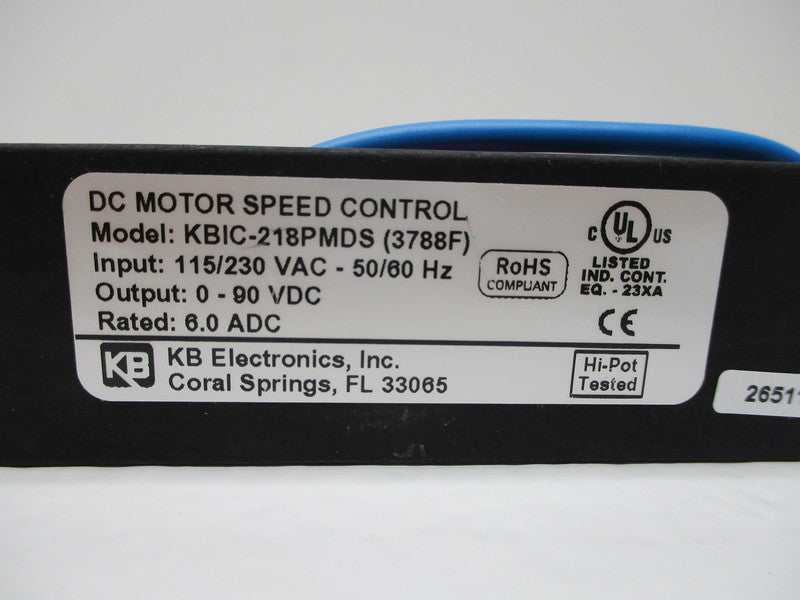 DC MOTOR SPEED CONTROL
Model: KBIC-218PMDS (3788F)
Input: 115/230 VAC - 50/60 Hz
Output: 0 - 90 VDC
Rated: 6.0 ADC
RoHS
COMPLIANT
C UL US
LISTED
IND. CONT.
EQ. - 23XA
CE
KB
KB Electronics, Inc.
Coral Springs, FL 33065
Hi-Pot
Tested
26511